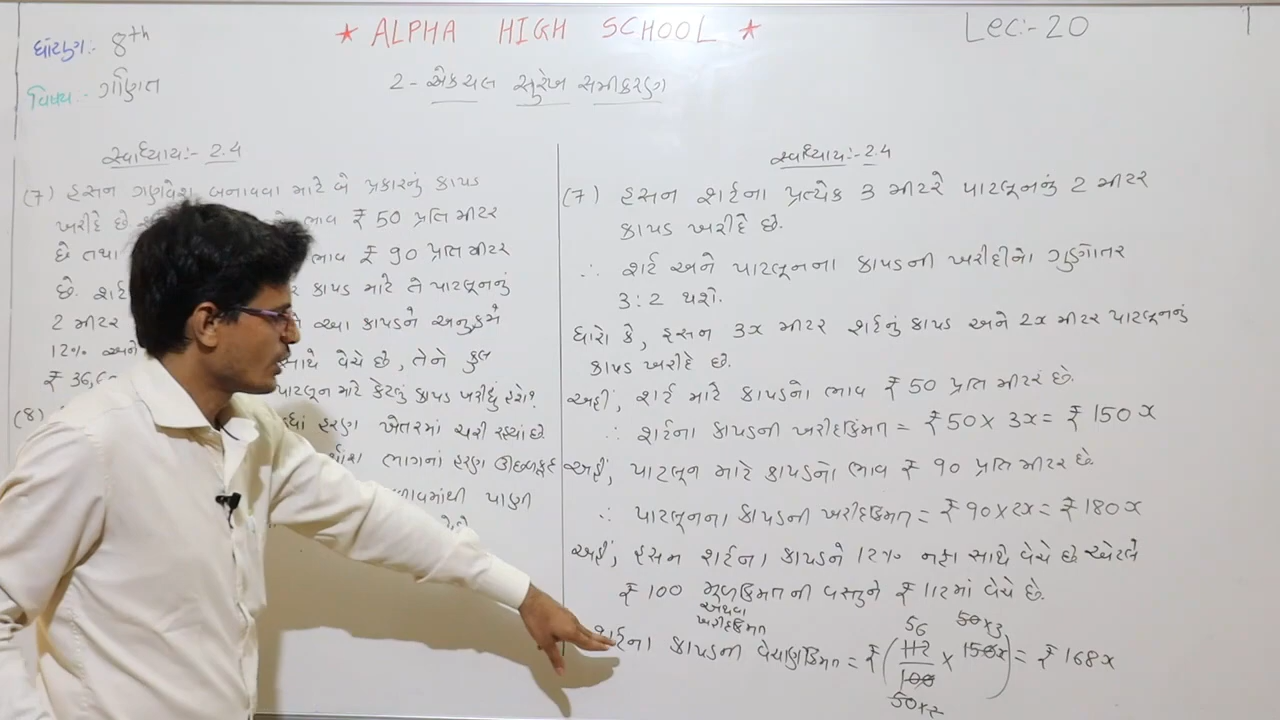 ધોરણ:- 8th
★ ALPHA HIGH SCHOOL ★
Lec:-20
1
વિષય:- ગણિત
2- એકચલ સુરેખ સમીકરણ
સ્વાધ્યાય:- 2.4
(7) હસન ગણવેશ બનાવવા માટે બે પ્રકારનું કાપડ
ખરીદે છે ભાવ ₹ 50 પ્રતિ મીટર
છે તથા ભાવ ₹ 90 પ્રતિ મીટર
છે. શર્ટ કાપડ માટે તે પાટલૂનનું
2 મીટર આ કાપડને અનુક્રમે
12% અને સાથે વેચે છે, તેને કુલ
₹ 36,6 પાટલૂન માટે કેટલું કાપડ ખરીદ્યું હશે?
(8) હરણા ખેતરમાં ચરી રહ્યાં છે.
ભાગનાં હરણ ઊછળકૂદ
પાણી
સ્વાધ્યાય:- 2.4
(7) હસન શર્ટના પ્રત્યેક 3 મીટરે પાટલૂનનું 2 મીટર
કાપડ ખરીદે છે.
∴ શર્ટ અને પાટલૂનના કાપડની ખરીદીનો ગુણોતર
3:2 થશે.
ધારો કે, હસન 3x મીટર શર્ટનું કાપડ અને 2x મીટર પાટલૂનનું
કાપડ ખરીદે છે.
અહીં, શર્ટ માટે કાપડનો ભાવ ₹ 50 પ્રતિ મીટર છે.
∴ શર્ટના કાપડની ખરીદકિંમત = ₹ 50 x 3x = ₹ 150x
અહીં, પાટલૂન માટે કાપડનો ભાવ ₹ 90 પ્રતિ મીટર છે.
∴ પાટલૂનના કાપડની ખરીદકિંમત = ₹ 90 x 2x = ₹ 180x
અહીં, હસન શર્ટના કાપડને 12% નફા સાથે વેચે છે એટલે
₹ 100 મૂળકિંમતની વસ્તુને ₹ 112માં વેચે છે.
અથવા
ખરીદકિંમત
56 50x3
શર્ટના કાપડની વેચાણકિંમત = ₹ (112/100 x 150x) = ₹ 168x
50x2